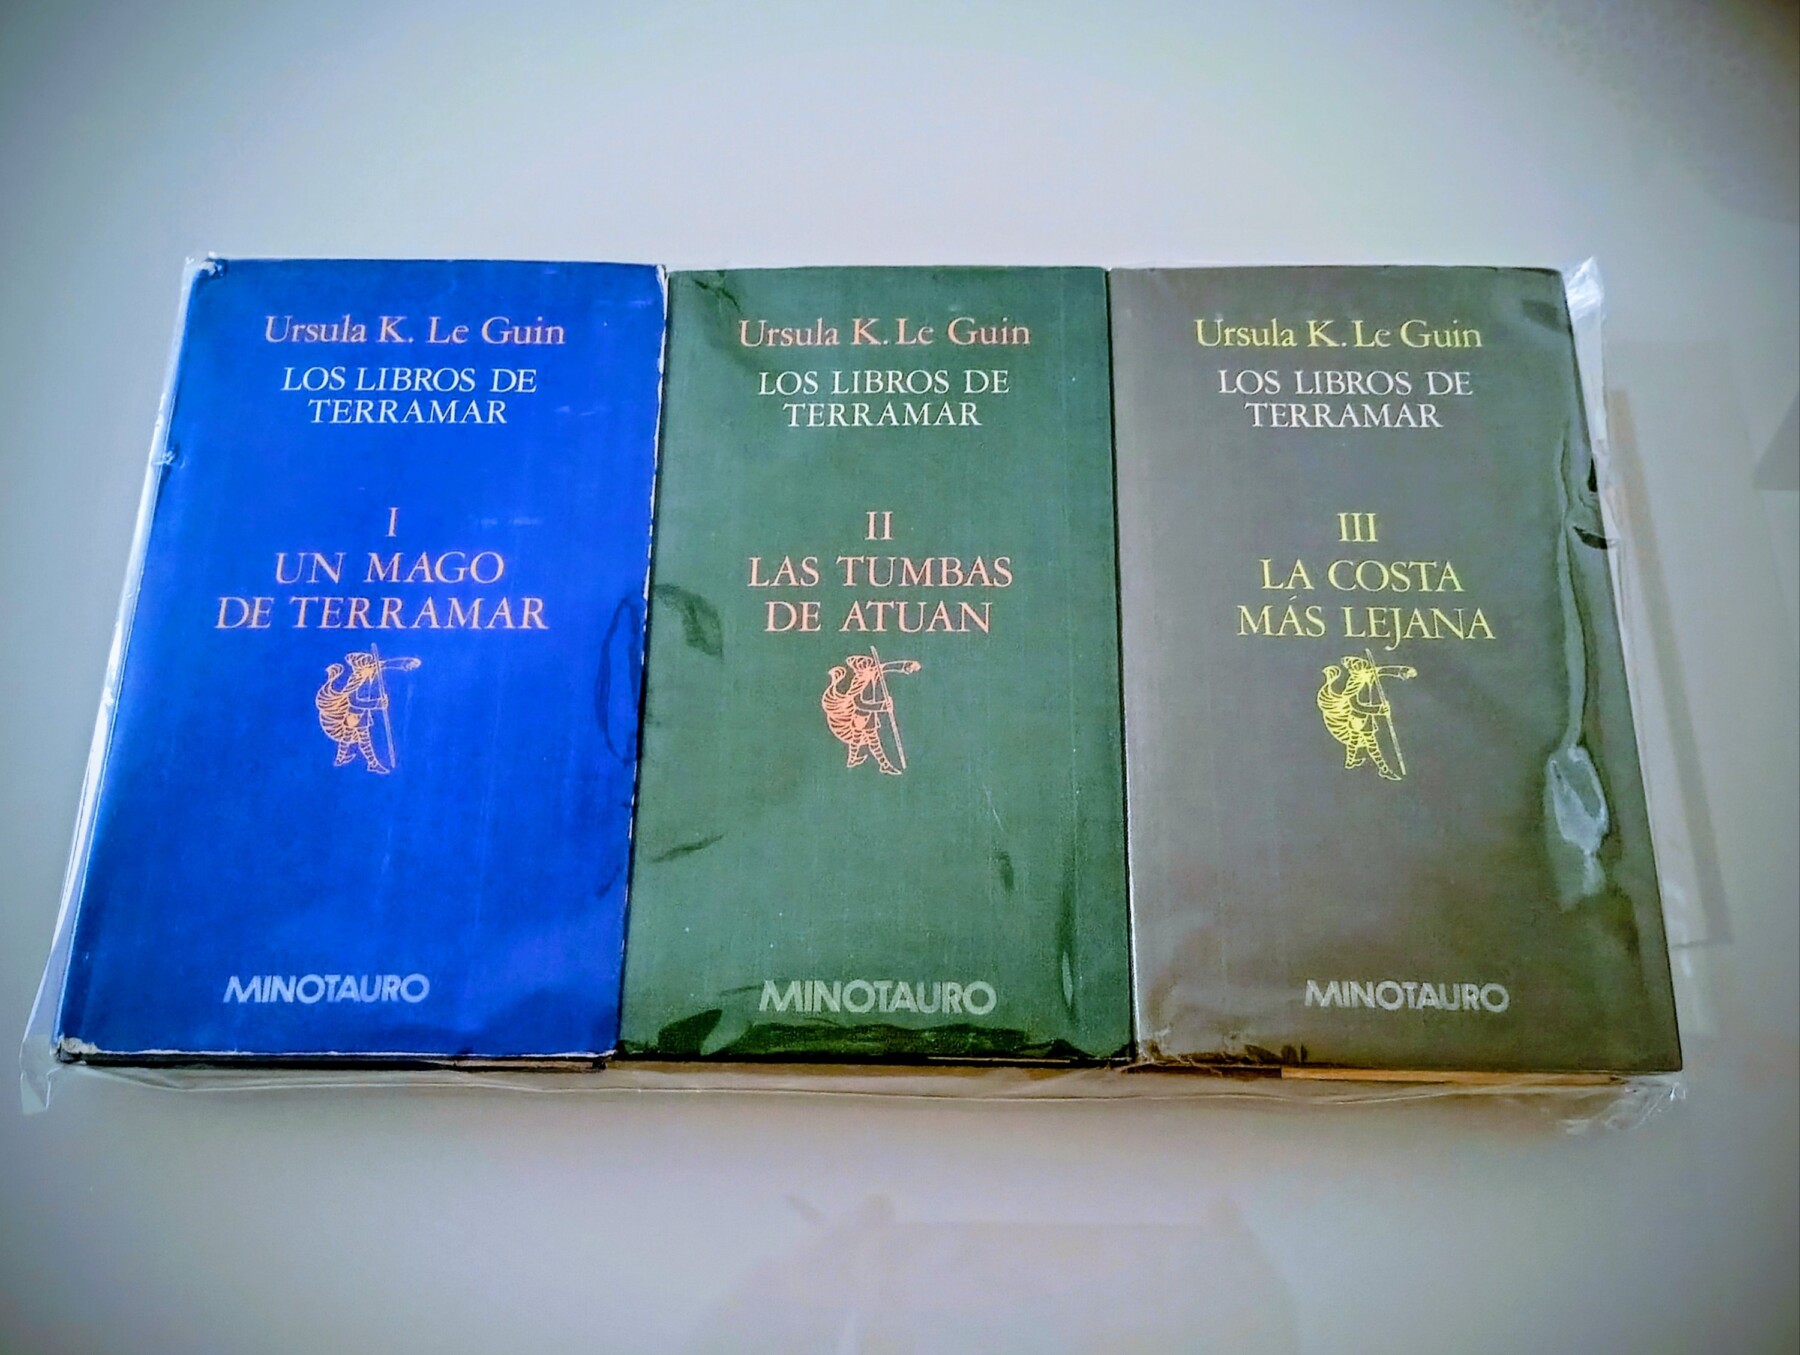 Ursula K. Le Guin
LOS LIBROS DE
TERRAMAR
I
UN MAGO
DE TERRAMAR
MINOTAURO
Ursula K. Le Guin
LOS LIBROS DE
TERRAMAR
II
LAS TUMBAS
DE ATUAN
MINOTAURO
Ursula K. Le Guin
LOS LIBROS DE
TERRAMAR
III
LA COSTA
MÁS LEJANA
MINOTAURO